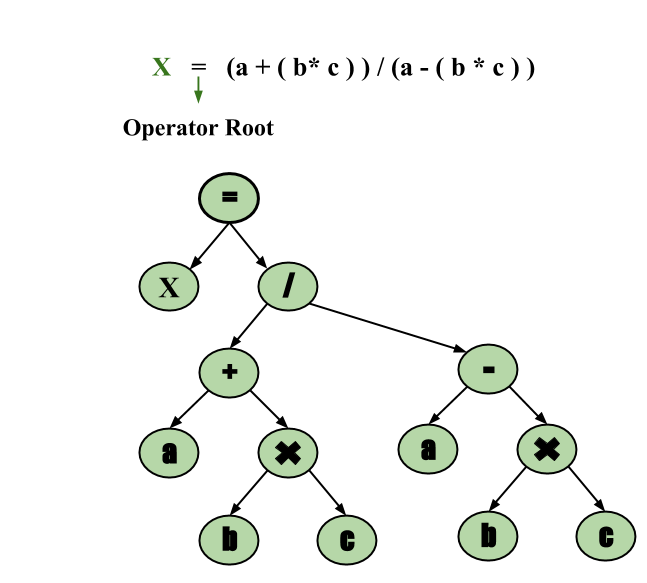 X = (a + ( b* c ) ) / (a - ( b * c ) )
Operator Root
=
X /
+ -
a × a ×
b c b c